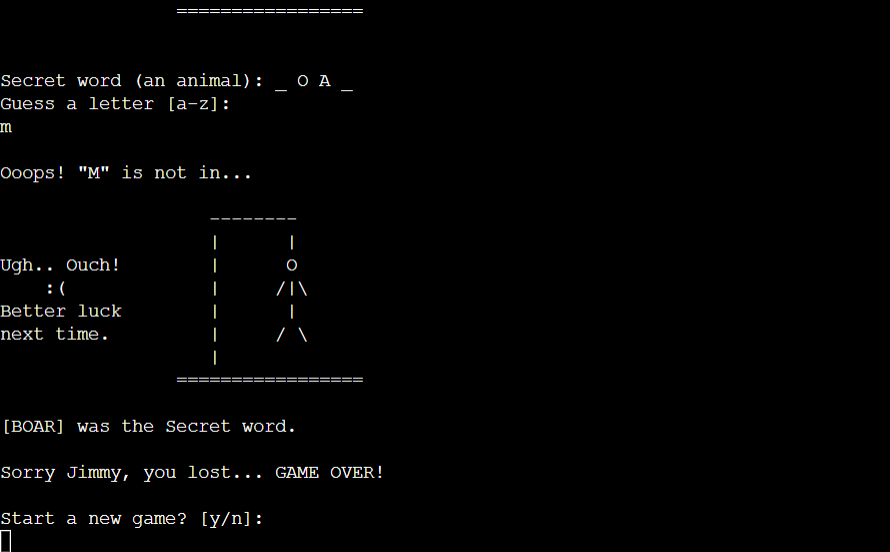 =================
Secret word (an animal): _ O A _
Guess a letter [a-z]:
m
Ooops! "M" is not in...
--------
|      |
Ugh.. Ouch!        |      O
:(             |     /|\
Better luck        |      |
next time.         |     / \
|
=================
[BOAR] was the Secret word.
Sorry Jimmy, you lost... GAME OVER!
Start a new game? [y/n]: